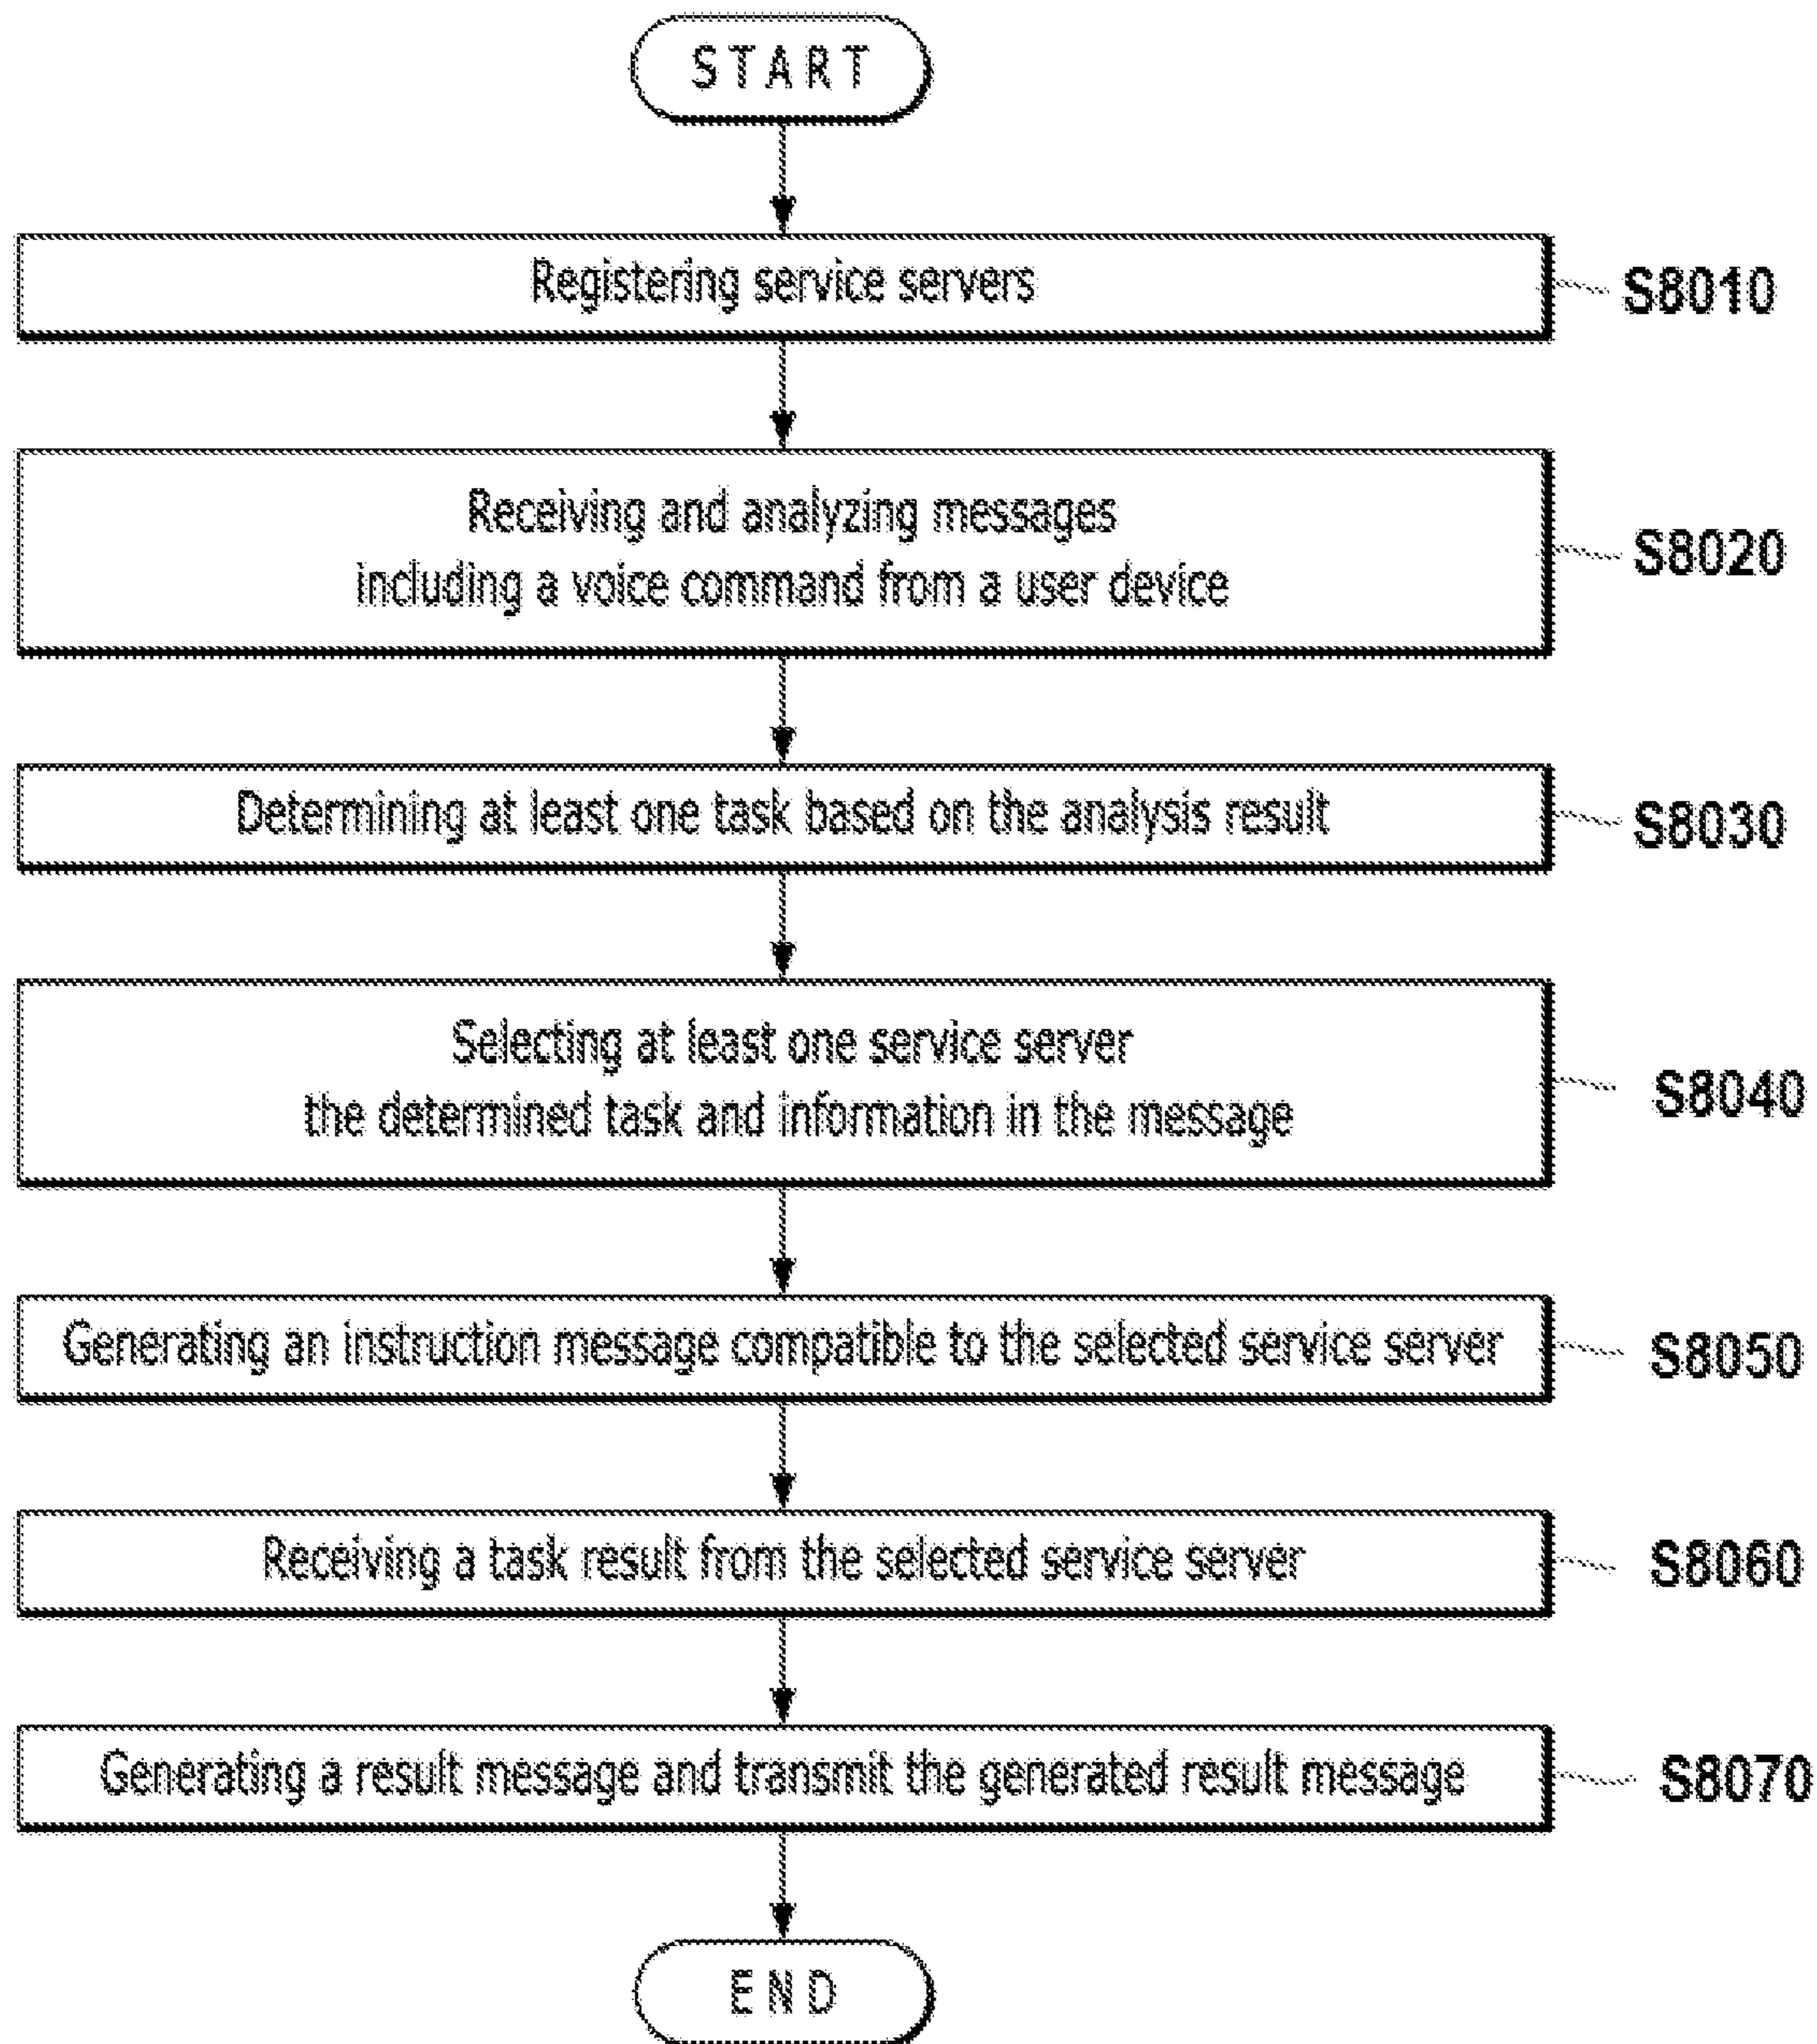 START
Registering service servers
S8010
Receiving and analyzing messages
including a voice command from a user device
S8020
Determining at least one task based on the analysis result
S8030
Selecting at least one service server
the determined task and information in the message
S8040
Generating an instruction message compatible to the selected service server
S8050
Receiving a task result from the selected service server
S8060
Generating a result message and transmit the generated result message
S8070
END